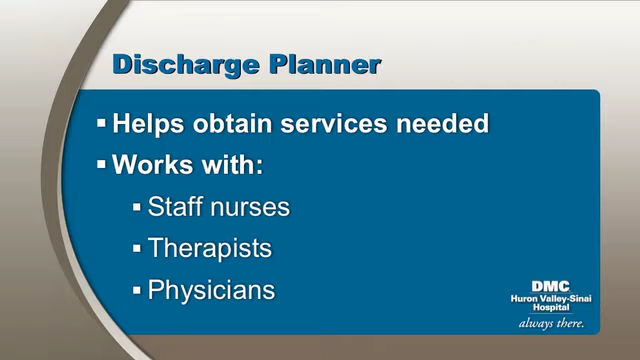 Discharge Planner
▪ Helps obtain services needed
▪ Works with:
▪ Staff nurses
▪ Therapists
▪ Physicians
DMC
Huron Valley-Sinai
Hospital
always there.